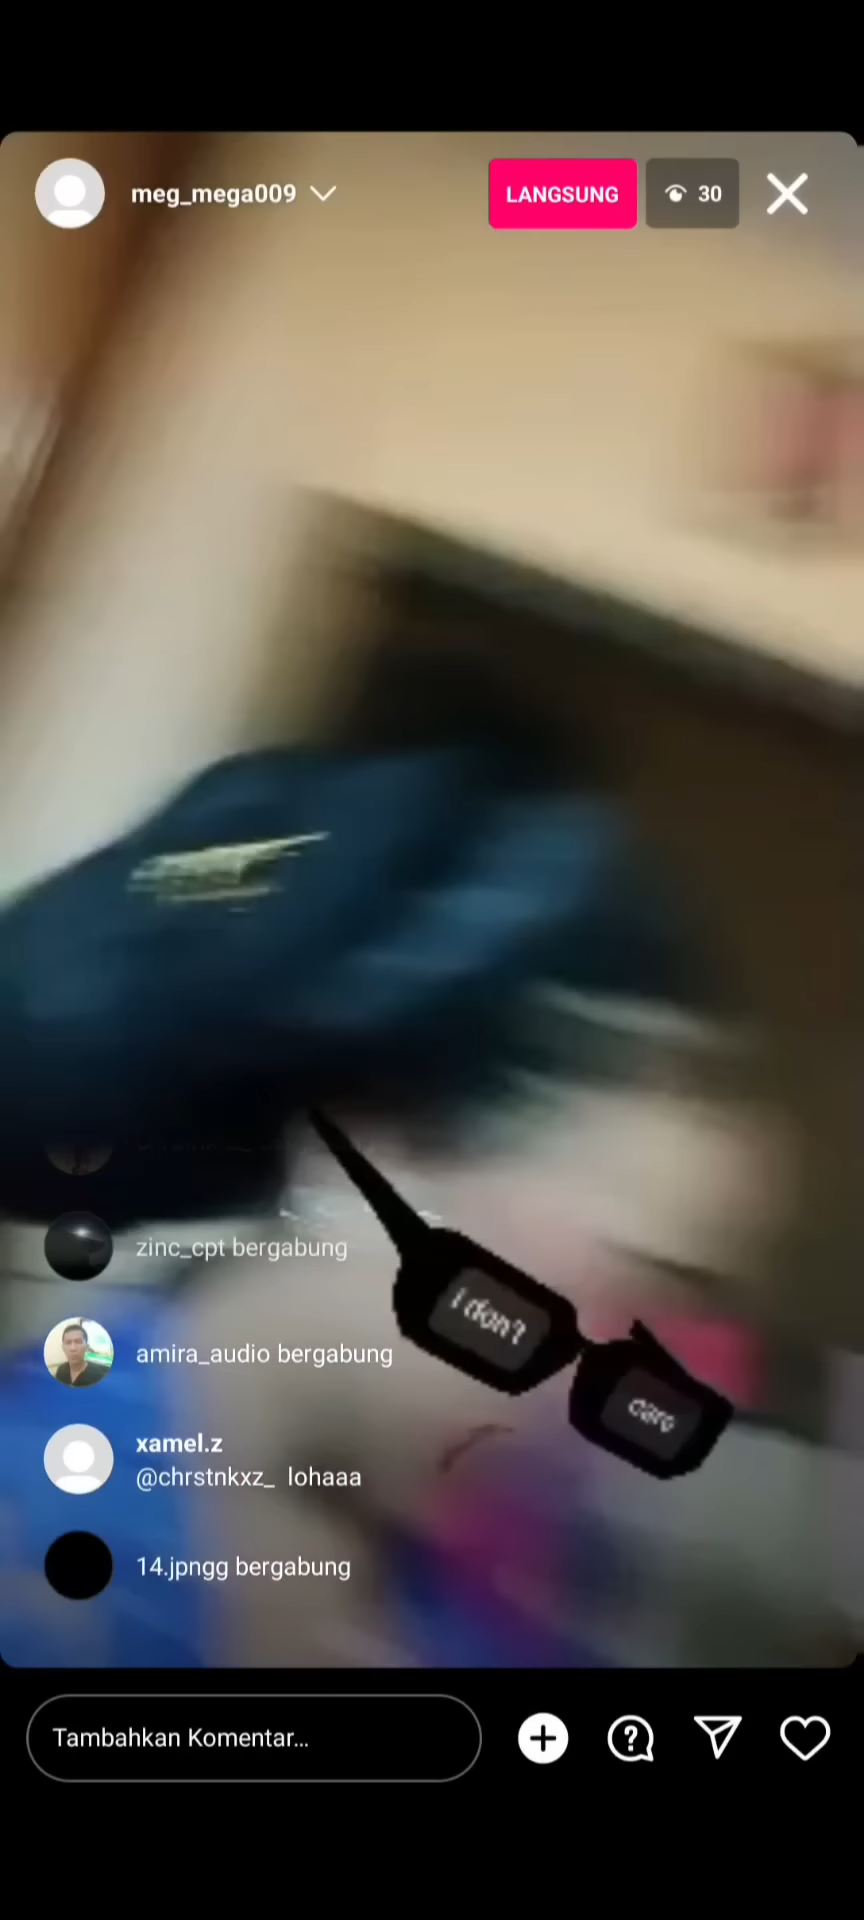 meg_mega009
LANGSUNG
30
zinc_cpt bergabung
i don't
amira_audio bergabung
care
xamel.z
@chrstnkxz_ lohaaa
14.jpngg bergabung
Tambahkan Komentar...